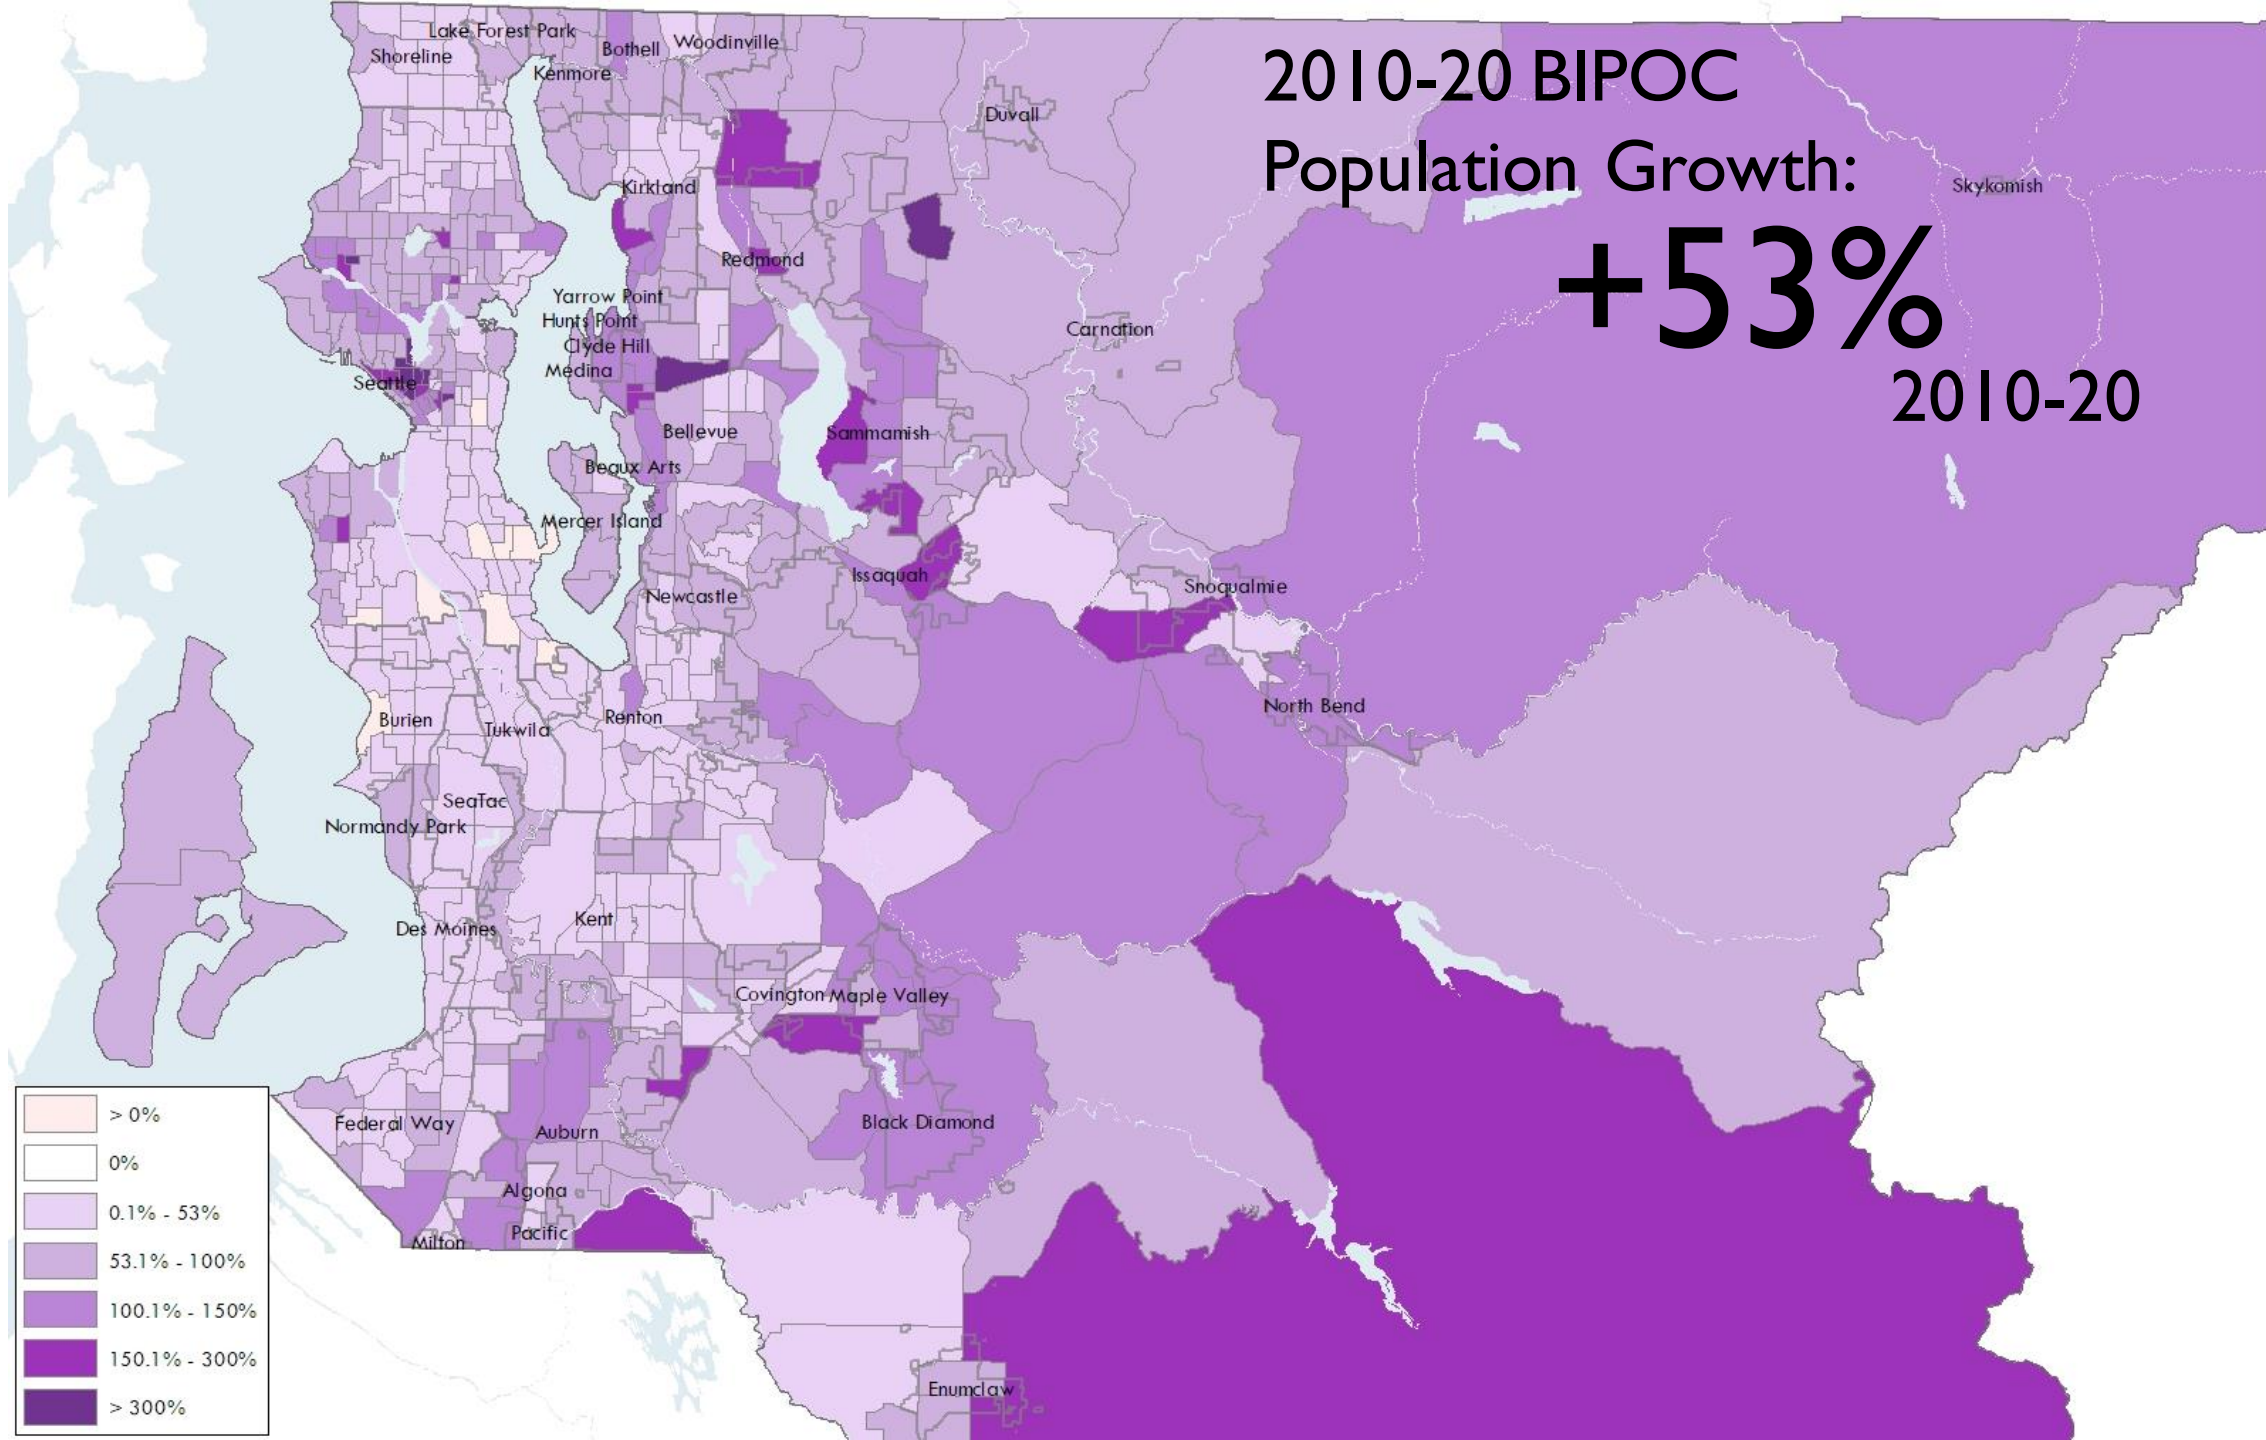 2010-20 BIPOC
Population Growth:
+53%
2010-20
Lake Forest Park
Shoreline
Bothell
Woodinville
Kenmore
Duvall
Kirkland
Skykomish
Redmond
Yarrow Point
Hunts Point
Clyde Hill
Medina
Carnation
Seattle
Bellevue
Sammamish
Beaux Arts
Mercer Island
Issaquah
Snoqualmie
Newcastle
North Bend
Burien
Tukwila
Renton
SeaTac
Normandy Park
Des Moines
Kent
Covington
Maple Valley
Federal Way
Auburn
Black Diamond
Algona
Pacific
Milton
Enumclaw
> 0%
0%
0.1% - 53%
53.1% - 100%
100.1% - 150%
150.1% - 300%
> 300%